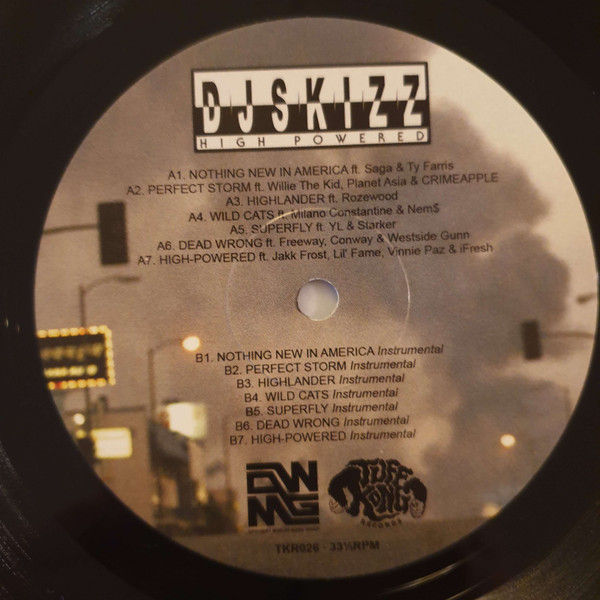 DJ SKIZZ
HIGH POWERED
A1. NOTHING NEW IN AMERICA ft. Saga & Ty Farris
A2. PERFECT STORM ft. Willie The Kid, Planet Asia & CRIMEAPPLE
A3. HIGHLANDER ft. Rozewood
A4. WILD CATS ft. Milano Constantine & Nem$
A5. SUPERFLY ft. YL & Starker
A6. DEAD WRONG ft. Freeway, Conway & Westside Gunn
A7. HIGH-POWERED ft. Jakk Frost, Lil' Fame, Vinnie Paz & iFresh
B1. NOTHING NEW IN AMERICA Instrumental
B2. PERFECT STORM Instrumental
B3. HIGHLANDER Instrumental
B4. WILD CATS Instrumental
B5. SUPERFLY Instrumental
B6. DEAD WRONG Instrumental
B7. HIGH-POWERED Instrumental
DWMG
TUFF KONG
RECORDS
TKR026 - 33⅓RPM